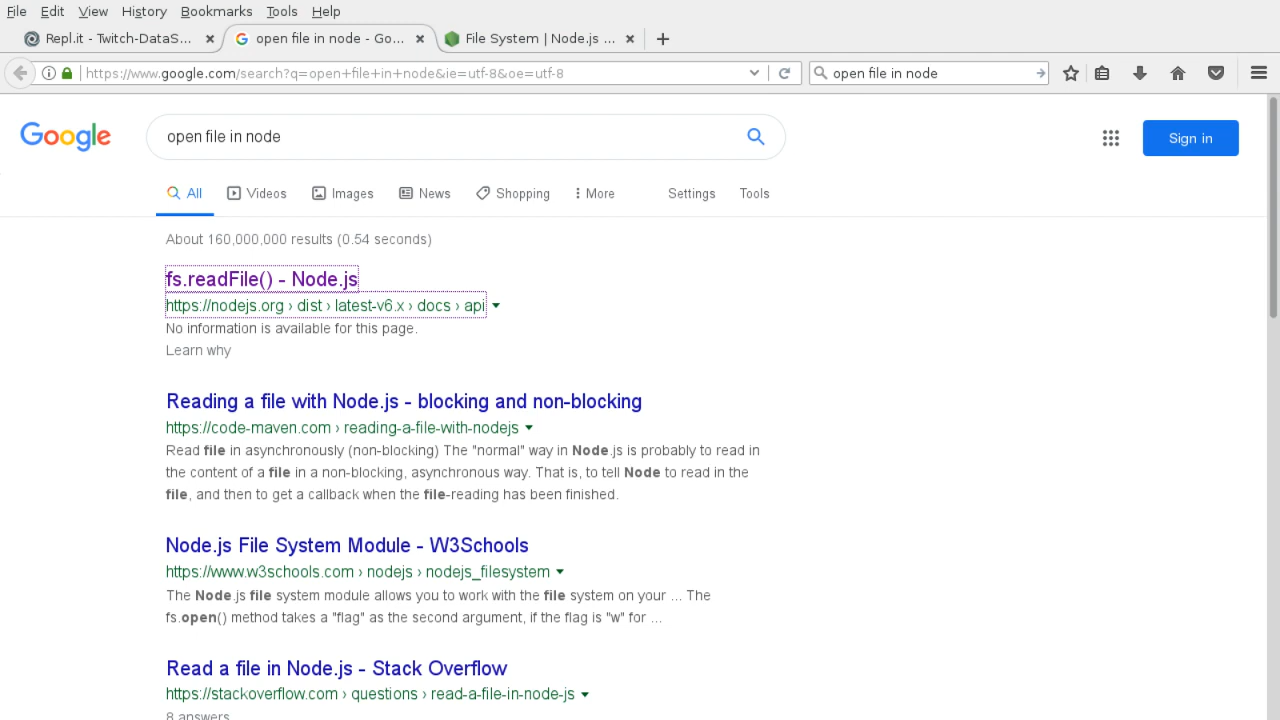 File Edit View History Bookmarks Tools Help
Repl.it - Twitch-DataS... open file in node - Go... File System | Node.js ...
https://www.google.com/search?q=open+file+in+node&ie=utf-8&oe=utf-8 open file in node
Google open file in node Sign in
All Videos Images News Shopping More Settings Tools
About 160,000,000 results (0.54 seconds)
fs.readFile() - Node.js
https://nodejs.org › dist › latest-v6.x › docs › api
No information is available for this page.
Learn why
Reading a file with Node.js - blocking and non-blocking
https://code-maven.com › reading-a-file-with-nodejs
Read file in asynchronously (non-blocking) The "normal" way in Node.js is probably to read in
the content of a file in a non-blocking, asynchronous way. That is, to tell Node to read in the
file, and then to get a callback when the file-reading has been finished.
Node.js File System Module - W3Schools
https://www.w3schools.com › nodejs › nodejs_filesystem
The Node.js file system module allows you to work with the file system on your ... The
fs.open() method takes a "flag" as the second argument, if the flag is "w" for ...
Read a file in Node.js - Stack Overflow
https://stackoverflow.com › questions › read-a-file-in-node-js
8 answers